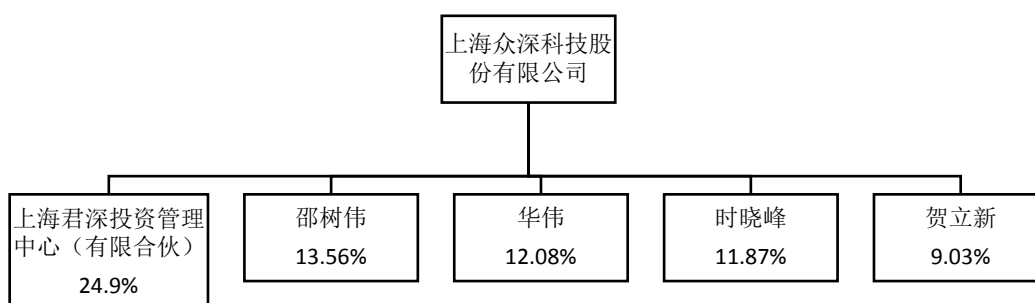 上海众深科技股
份有限公司
上海君深投资管理
中心（有限合伙）
24.9%
邵树伟
13.56%
华伟
12.08%
时晓峰
11.87%
贺立新
9.03%